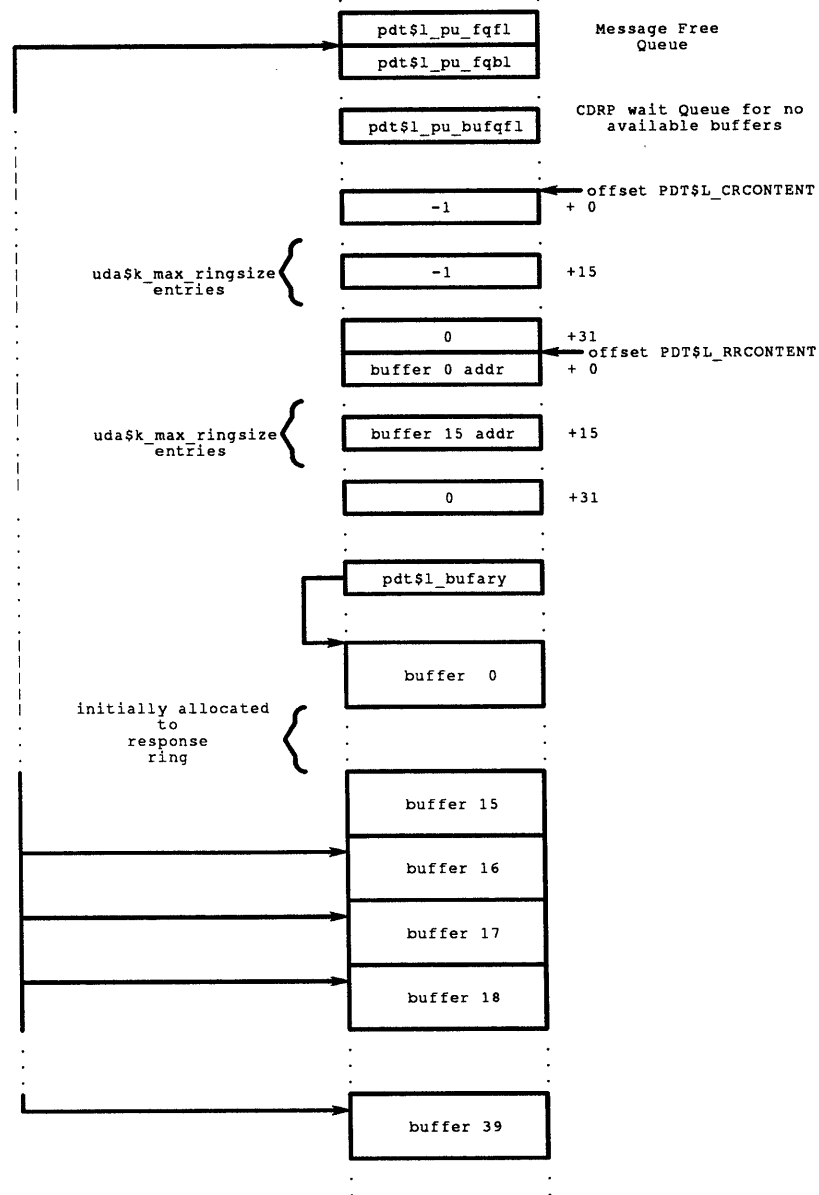 pdt$l_pu_fqfl
Message Free
Queue
pdt$l_pu_fqbl
CDRP wait Queue for no
available buffers
pdt$l_pu_bufqfl
offset PDT$L_CRCONTENT
-1
+ 0
uda$k_max_ringsize
entries
-1
+15
0
+31
offset PDT$L_RRCONTENT
buffer 0 addr
+ 0
uda$k_max_ringsize
entries
buffer 15 addr
+15
0
+31
pdt$l_bufary
buffer 0
initially allocated
to
response
ring
buffer 15
buffer 16
buffer 17
buffer 18
buffer 39